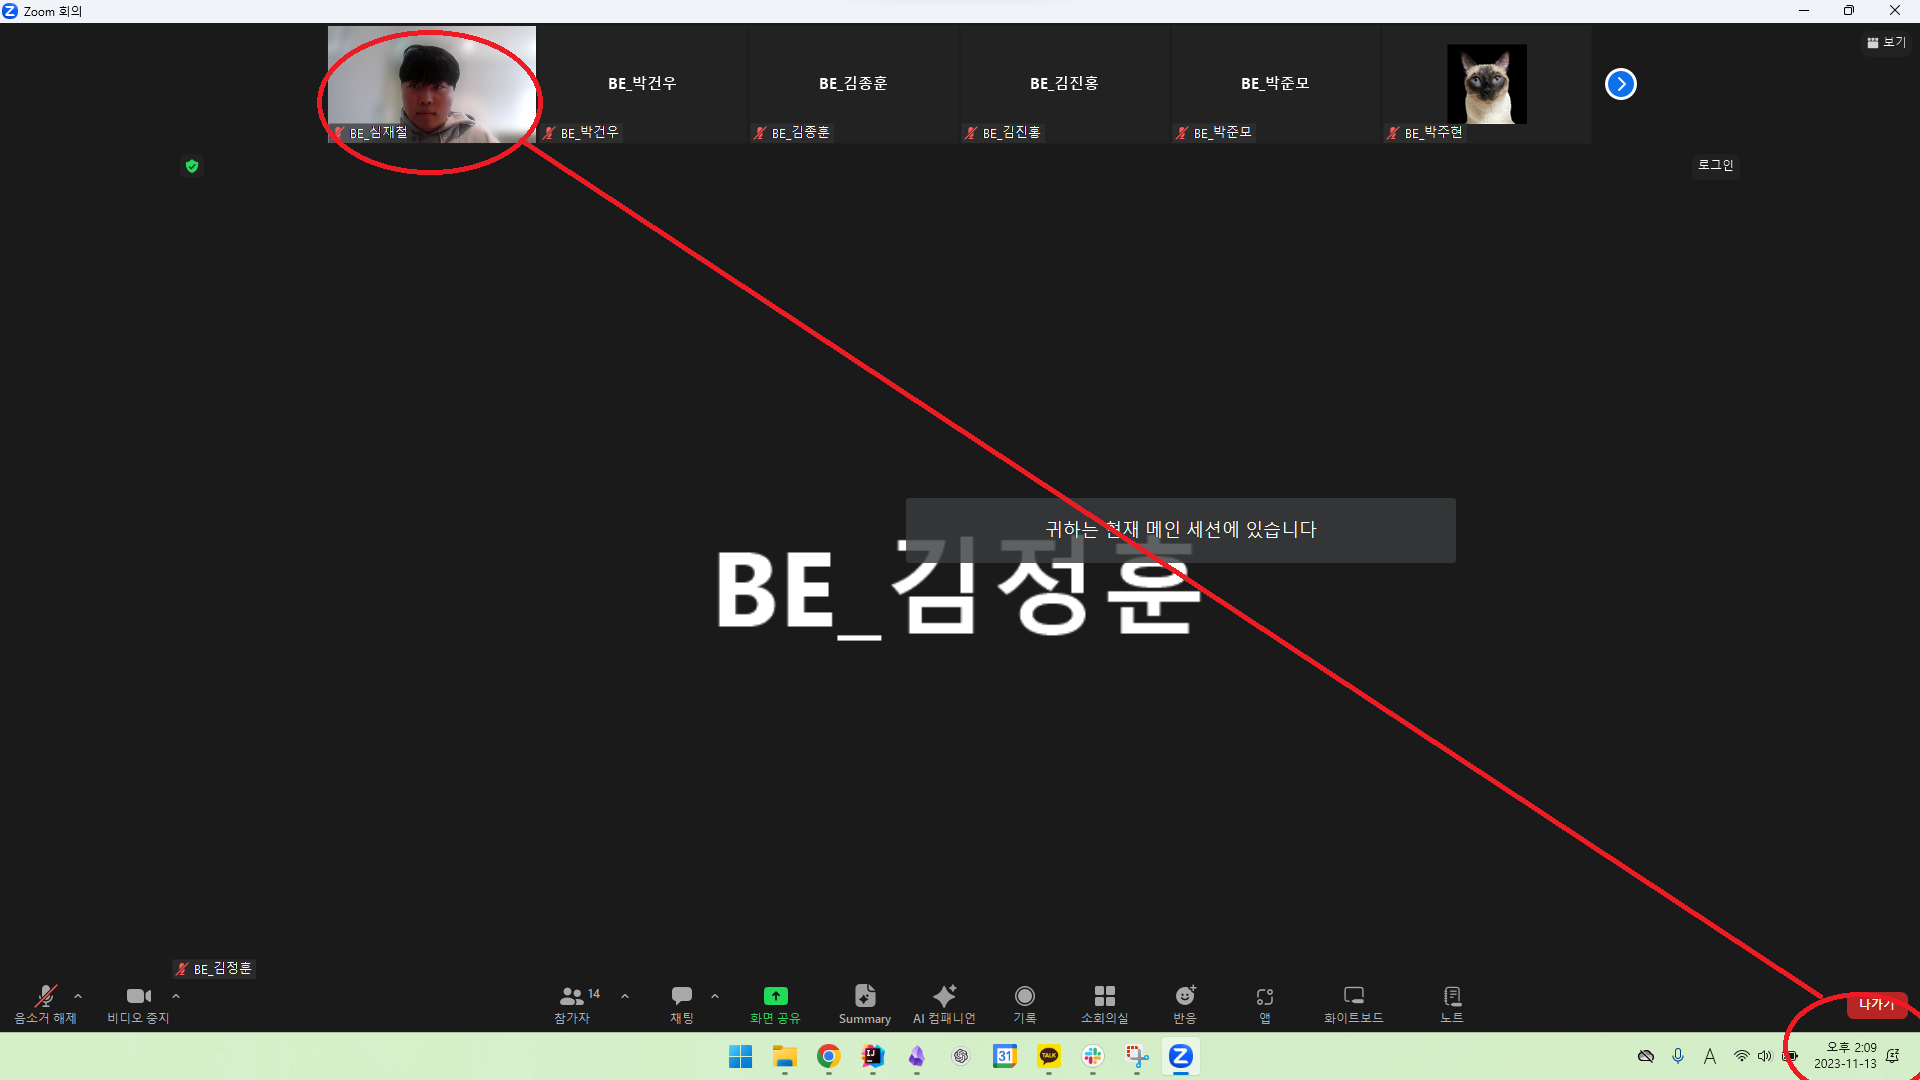 Zoom 회의
보기
BE_박건우
BE_김종훈
BE_김진홍
BE_박준모
BE_심재철
BE_박건우
BE_김종훈
BE_김진홍
BE_박준모
BE_박주현
로그인
귀하는 현재 메인 세션에 있습니다
BE_김정훈
BE_김정훈
음소거 해제
비디오 중지
14
참가자
채팅
화면 공유
Summary
AI 컴패니언
기록
소회의실
반응
앱
화이트보드
노트
나가기
IJ
31
TALK
A
오후 2:09
2023-11-13